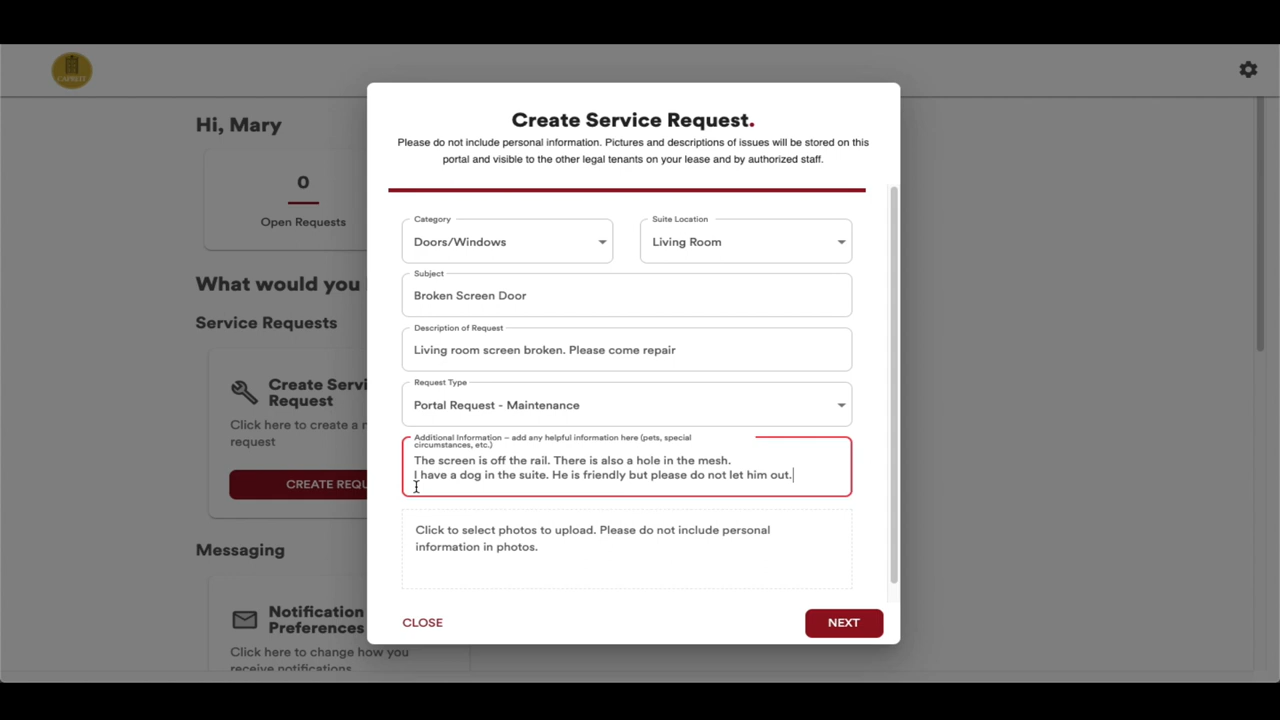 CAPREIT
Hi, Mary
0
Open Requests
What would you
Service Requests
Create Servi
Request
Click here to create a n
request
CREATE REQU
Messaging
Notification
Preferences
Click here to change how you
receive notifications.
Create Service Request.
Please do not include personal information. Pictures and descriptions of issues will be stored on this
portal and visible to the other legal tenants on your lease and by authorized staff.
Category
Doors/Windows
Suite Location
Living Room
Subject
Broken Screen Door
Description of Request
Living room screen broken. Please come repair
Request Type
Portal Request - Maintenance
Additional Information – add any helpful information here (pets, special
circumstances, etc.)
The screen is off the rail. There is also a hole in the mesh.
I have a dog in the suite. He is friendly but please do not let him out.
Click to select photos to upload. Please do not include personal
information in photos.
CLOSE
NEXT